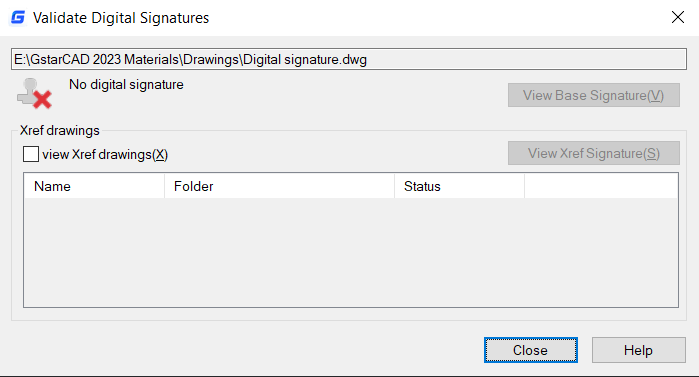 Validate Digital Signatures
E:\GstarCAD 2023 Materials\Drawings\Digital signature.dwg
No digital signature
View Base Signature(V)
Xref drawings
view Xref drawings(X)
View Xref Signature(S)
Name Folder Status
Close Help